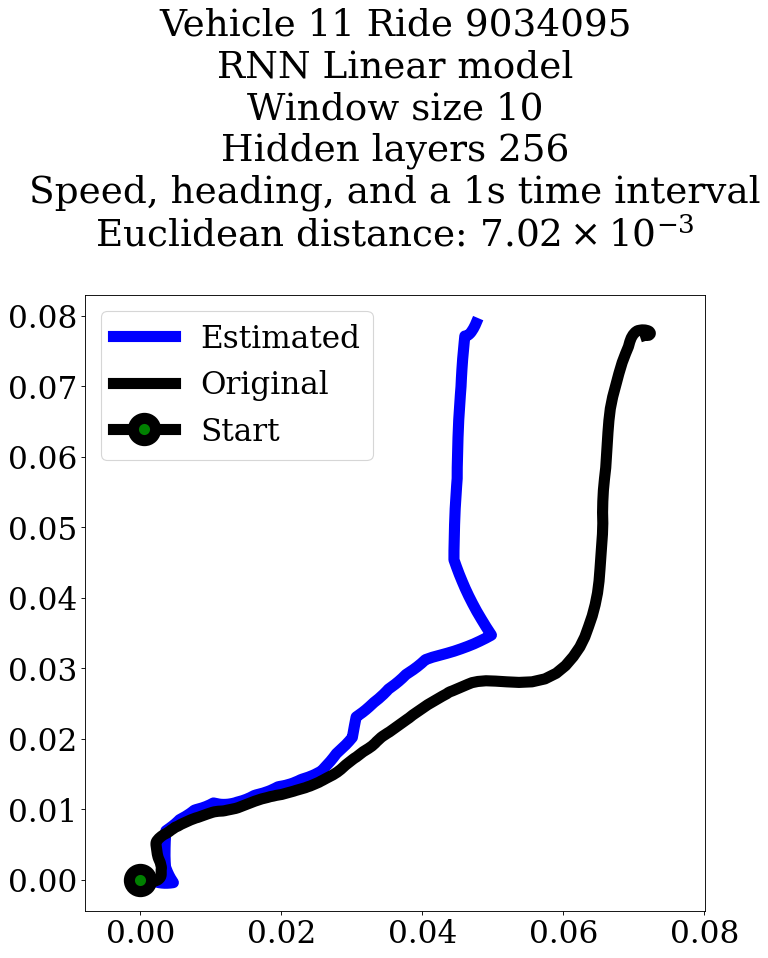 Vehicle 11 Ride 9034095
RNN Linear model
Window size 10
Hidden layers 256
Speed, heading, and a 1s time interval
Euclidean distance: 7.02 × 10⁻³
Estimated
Original
Start
0.08
0.07
0.06
0.05
0.04
0.03
0.02
0.01
0.00
0.00 0.02 0.04 0.06 0.08